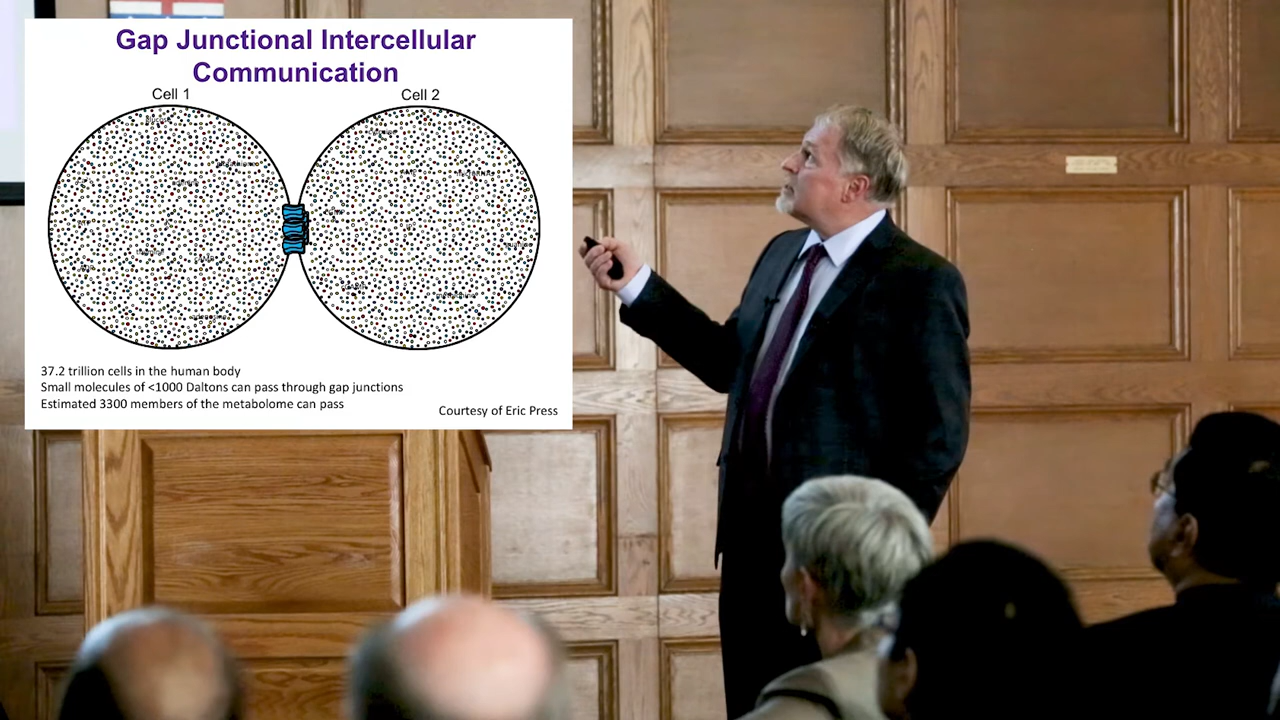 Gap Junctional Intercellular
Communication
Cell 1
Cell 2
37.2 trillion cells in the human body
Small molecules of <1000 Daltons can pass through gap junctions
Estimated 3300 members of the metabolome can pass
Courtesy of Eric Press